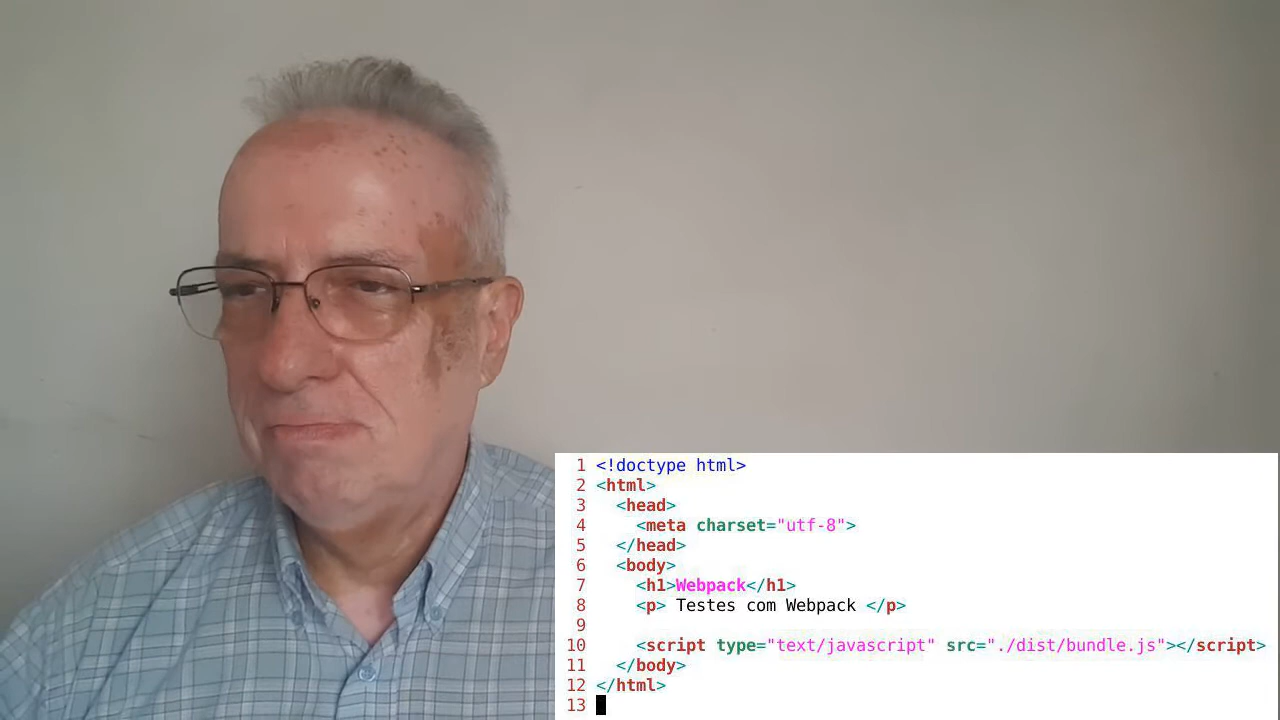 1 <!doctype html>
2 <html>
3   <head>
4     <meta charset="utf-8">
5   </head>
6   <body>
7     <h1>Webpack</h1>
8     <p> Testes com Webpack </p>
9
10     <script type="text/javascript" src="./dist/bundle.js"></script>
11   </body>
12 </html>
13